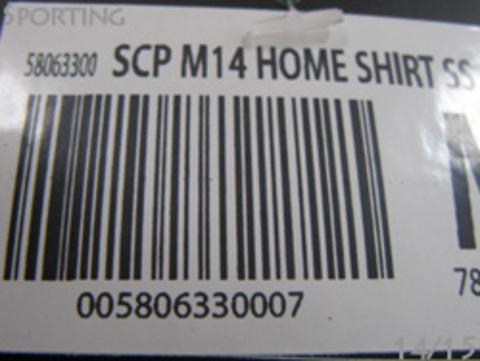 SPORTING
58063300 SCP M14 HOME SHIRT SS
005806330007
78
14/15